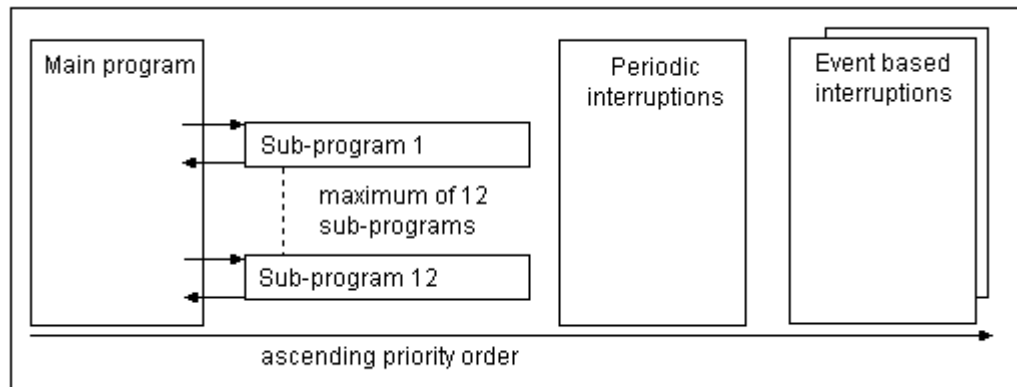 Main program
Sub-program 1
maximum of 12
sub-programs
Sub-program 12
Periodic
interruptions
Event based
interruptions
ascending priority order